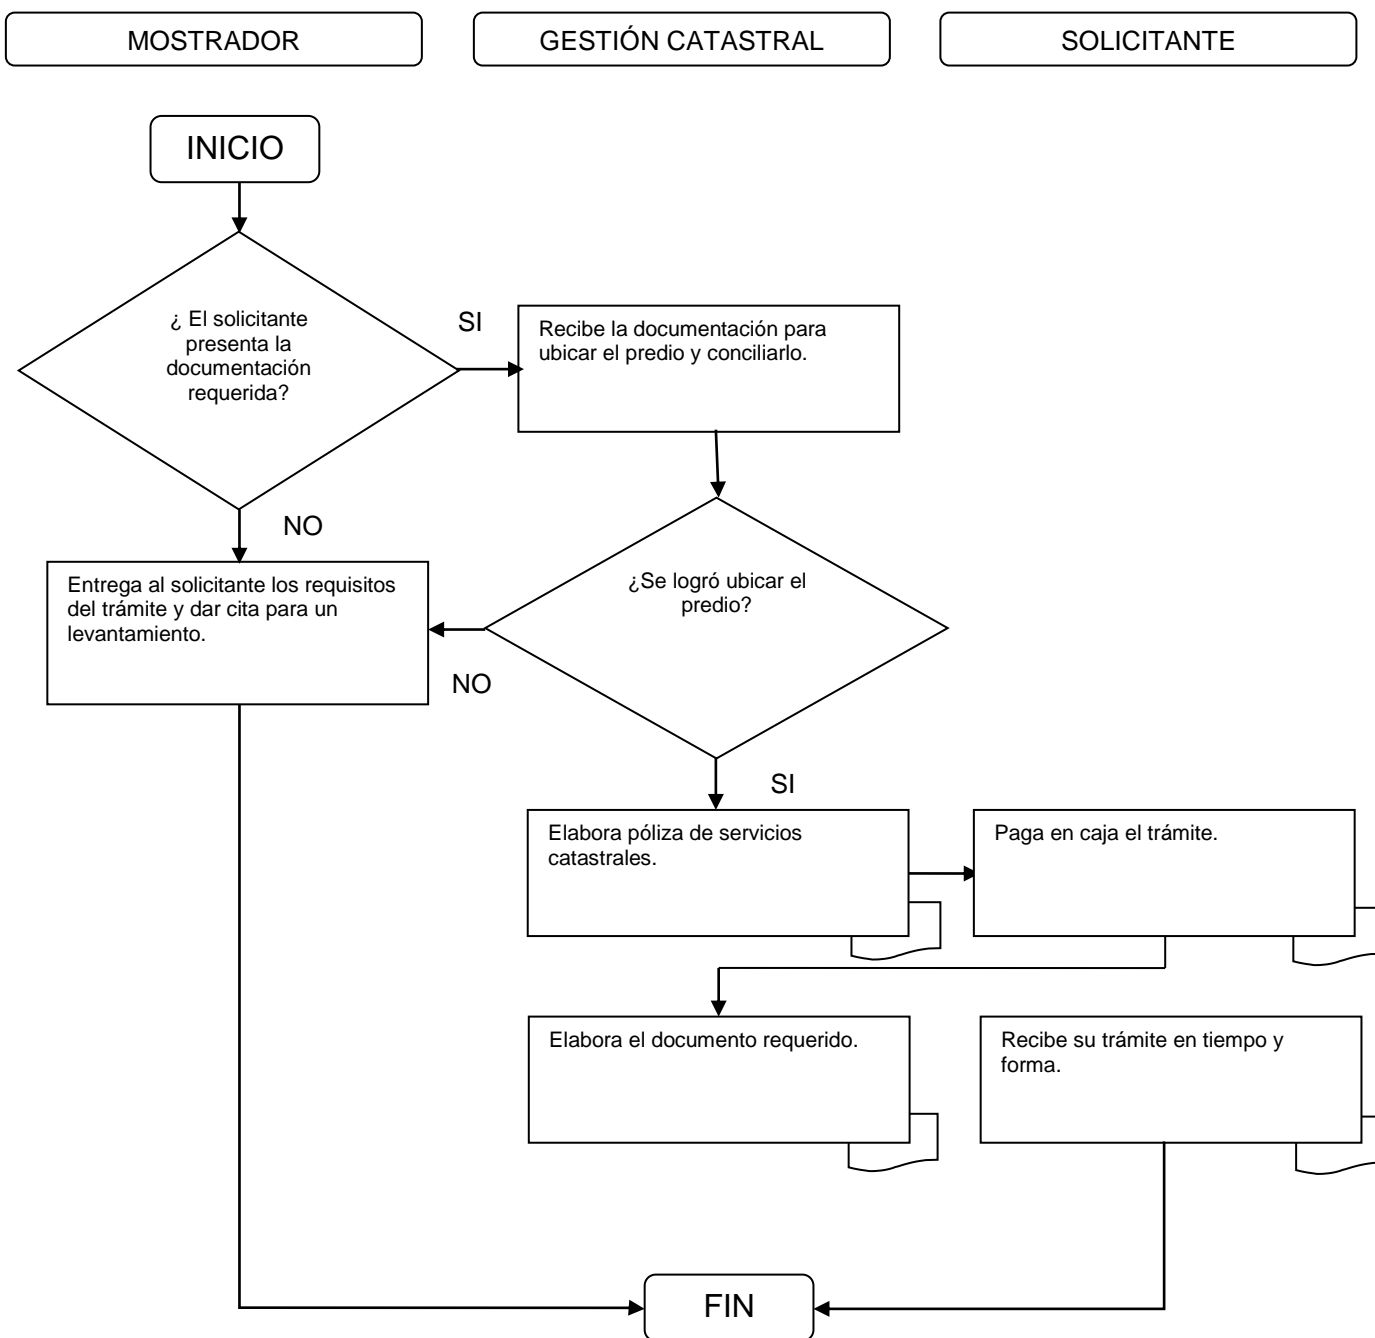 MOSTRADOR
GESTIÓN CATASTRAL
SOLICITANTE
INICIO
¿ El solicitante
presenta la
documentación
requerida?
SI
Recibe la documentación para
ubicar el predio y conciliarlo.
NO
Entrega al solicitante los requisitos
del trámite y dar cita para un
levantamiento.
¿Se logró ubicar el
predio?
NO
SI
Elabora póliza de servicios
catastrales.
Paga en caja el trámite.
Elabora el documento requerido.
Recibe su trámite en tiempo y
forma.
FIN